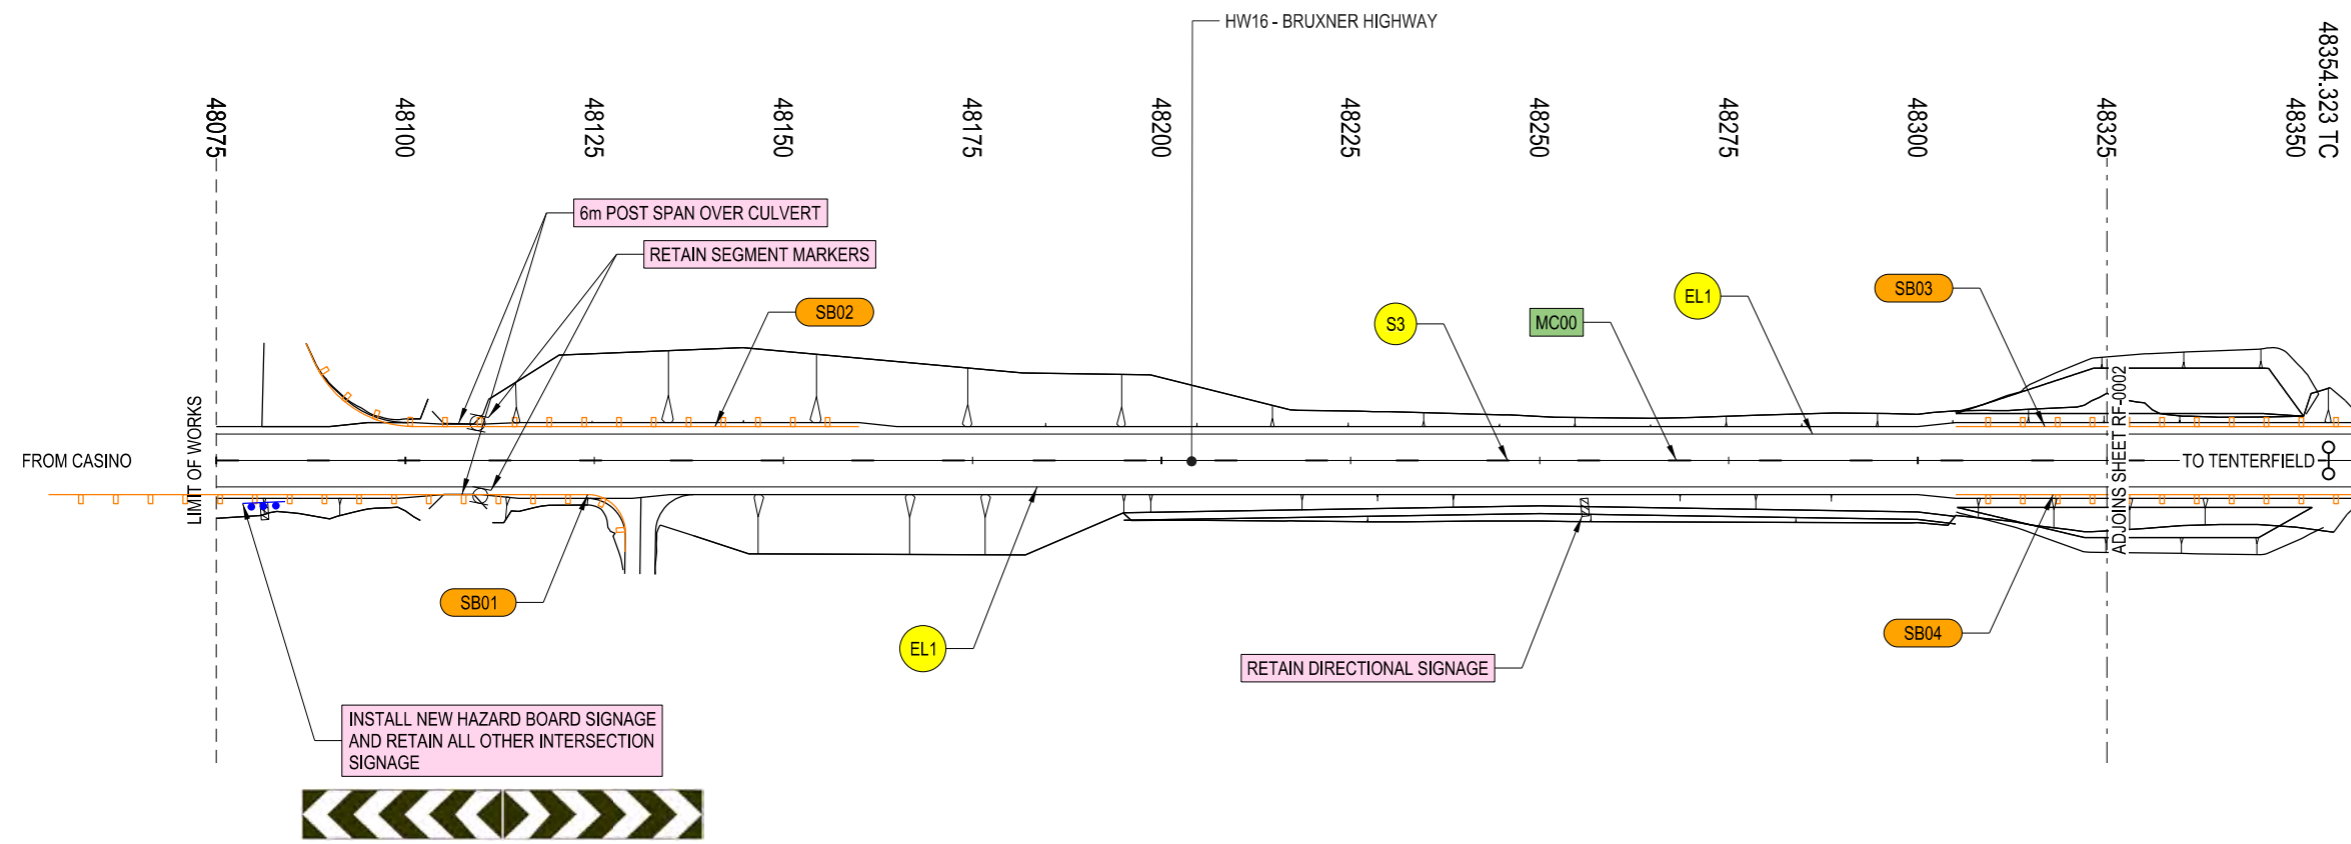 HW16 - BRUXNER HIGHWAY
48075
48100
48125
48150
48175
48200
48225
48250
48275
48300
48325
48350
48354.323 TC
6m POST SPAN OVER CULVERT
RETAIN SEGMENT MARKERS
SB02
S3
MC00
EL1
SB03
FROM CASINO
LIMIT OF WORKS
TO TENTERFIELD
ADJOINS SHEET RF-0002
SB01
EL1
RETAIN DIRECTIONAL SIGNAGE
SB04
INSTALL NEW HAZARD BOARD SIGNAGE
AND RETAIN ALL OTHER INTERSECTION
SIGNAGE